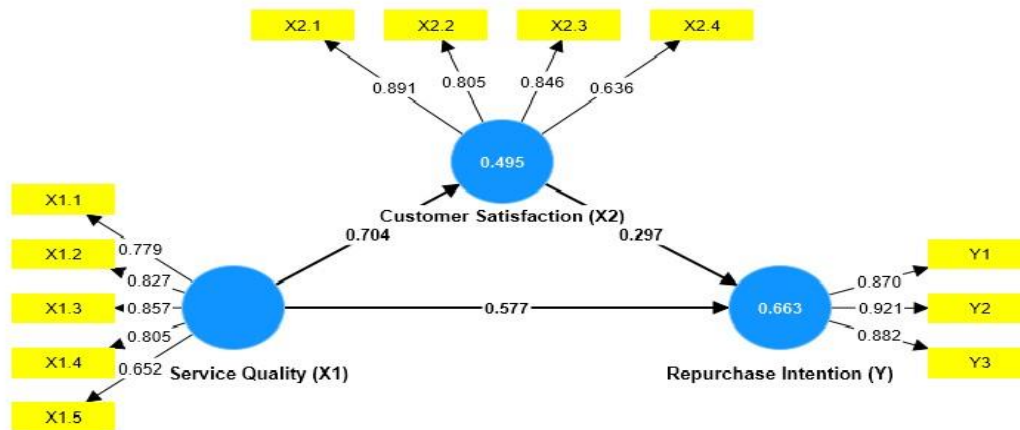 X2.1 X2.2 X2.3 X2.4
0.891 0.805 0.846 0.636
0.495
Customer Satisfaction (X2)
0.704 0.297
X1.1
X1.2
X1.3
X1.4
X1.5
0.779
0.827
0.857
0.805
0.652
Service Quality (X1)
0.577
0.663
Repurchase Intention (Y)
0.870
0.921
0.882
Y1
Y2
Y3